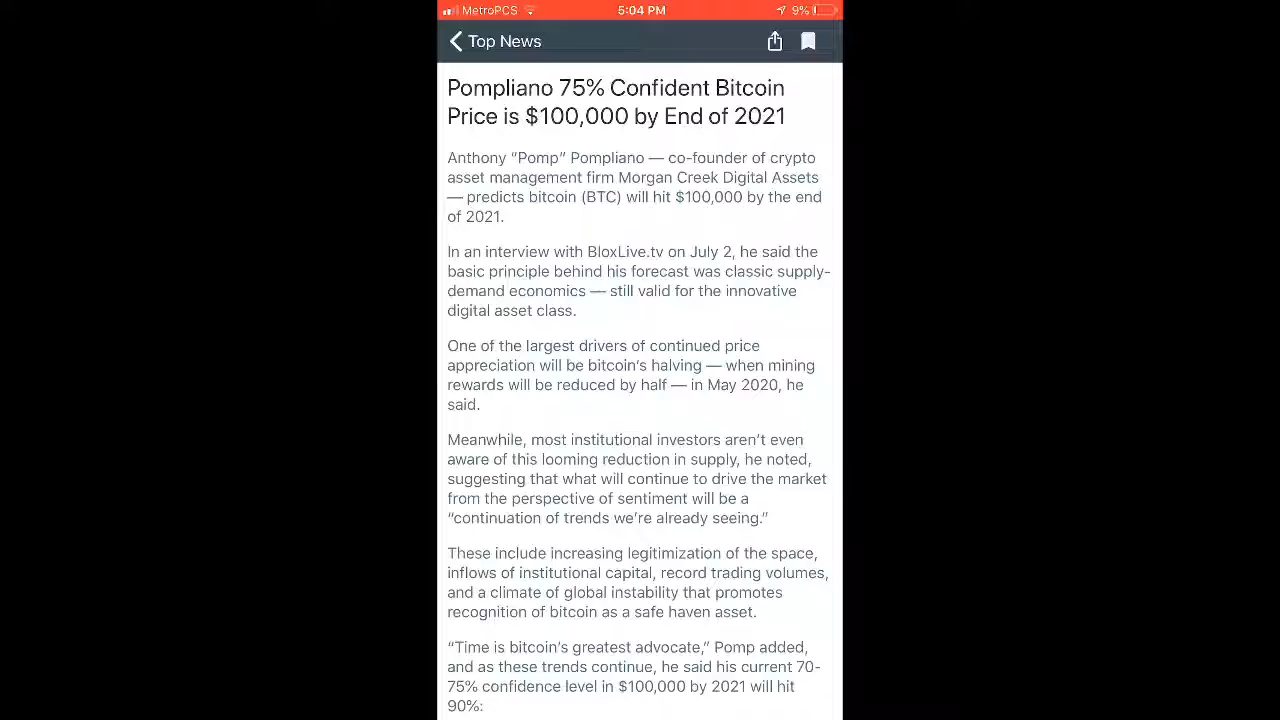 MetroPCS 5:04 PM 9%
Top News
Pompliano 75% Confident Bitcoin
Price is $100,000 by End of 2021
Anthony “Pomp” Pompliano — co-founder of crypto
asset management firm Morgan Creek Digital Assets
— predicts bitcoin (BTC) will hit $100,000 by the end
of 2021.
In an interview with BloxLive.tv on July 2, he said the
basic principle behind his forecast was classic supply-
demand economics — still valid for the innovative
digital asset class.
One of the largest drivers of continued price
appreciation will be bitcoin’s halving — when mining
rewards will be reduced by half — in May 2020, he
said.
Meanwhile, most institutional investors aren’t even
aware of this looming reduction in supply, he noted,
suggesting that what will continue to drive the market
from the perspective of sentiment will be a
“continuation of trends we’re already seeing.”
These include increasing legitimization of the space,
inflows of institutional capital, record trading volumes,
and a climate of global instability that promotes
recognition of bitcoin as a safe haven asset.
“Time is bitcoin’s greatest advocate,” Pomp added,
and as these trends continue, he said his current 70-
75% confidence level in $100,000 by 2021 will hit
90%: